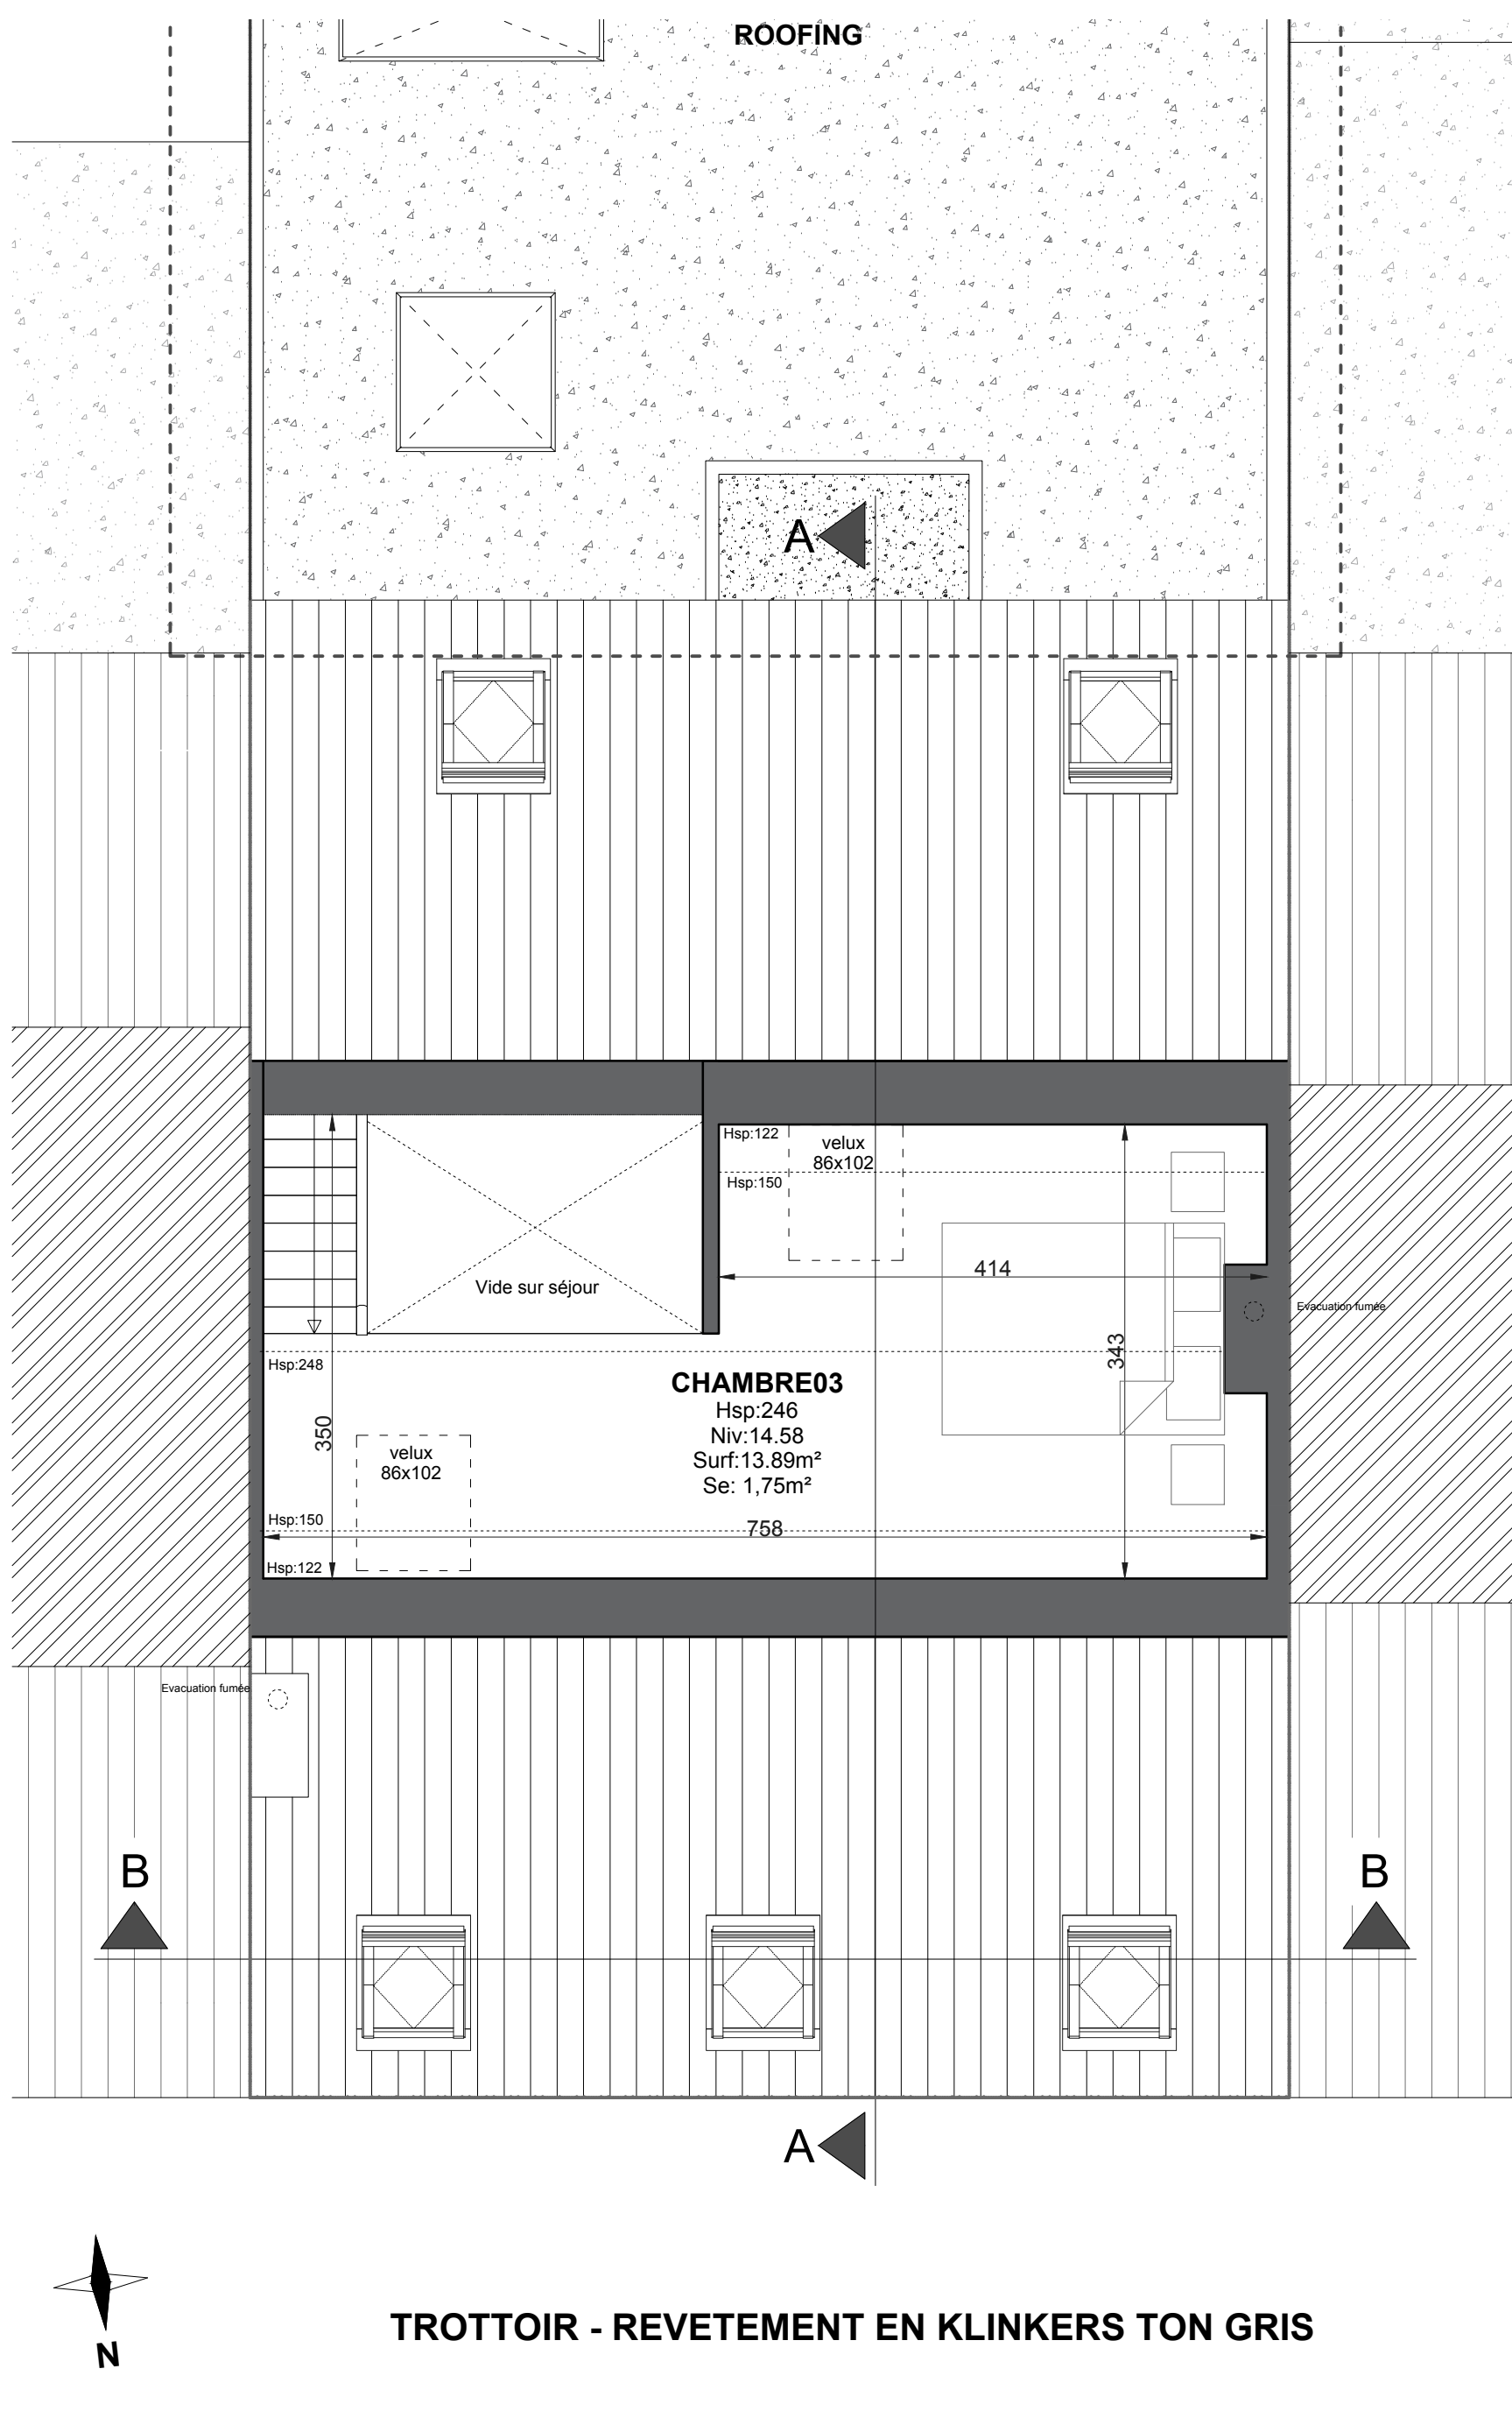 ROOFING
A
Hsp:122
velux
86x102
Hsp:150
414
Vide sur séjour
Evacuation fumée
343
Hsp:248
CHAMBRE03
Hsp:246
Niv:14.58
Surf:13.89m²
Se: 1,75m²
350
velux
86x102
Hsp:150
758
Hsp:122
Evacuation fumée
B
B
A
N
TROTTOIR - REVETEMENT EN KLINKERS TON GRIS